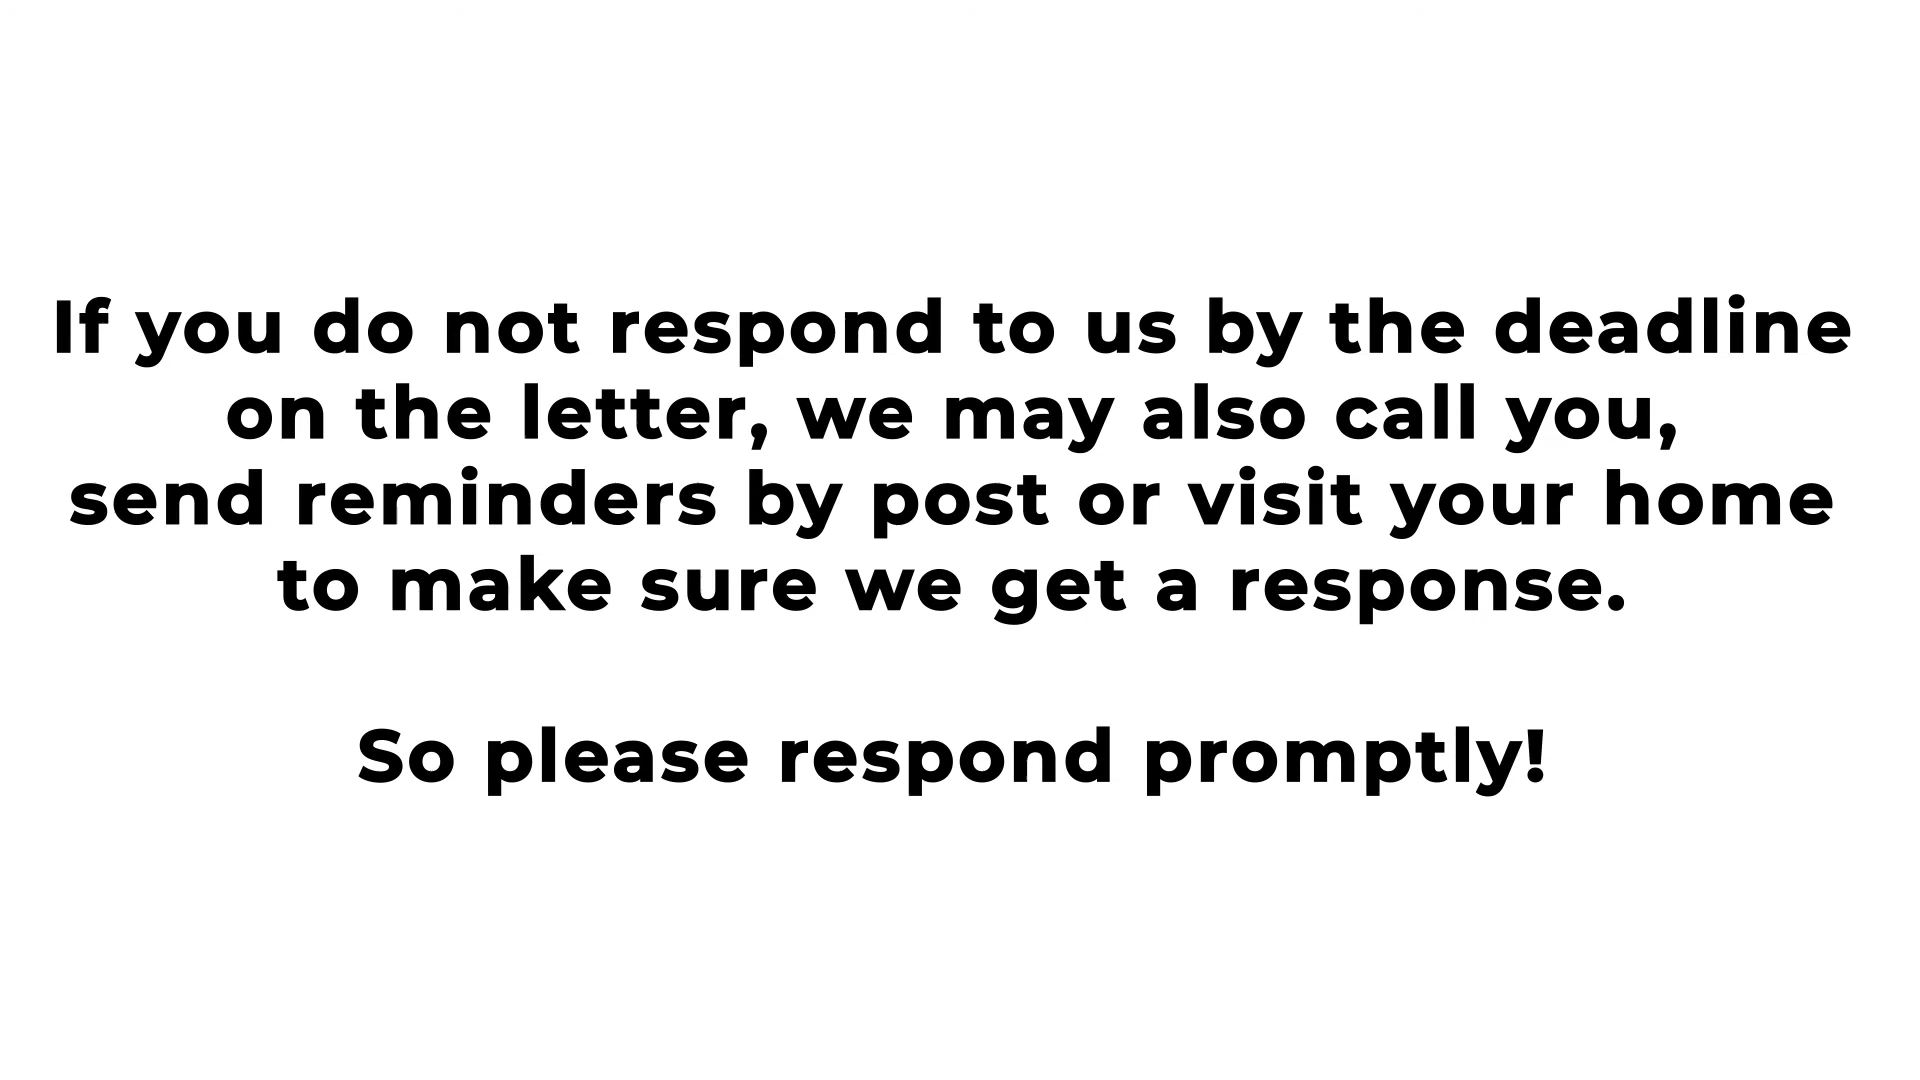 If you do not respond to us by the deadline
on the letter, we may also call you,
send reminders by post or visit your home
to make sure we get a response.
So please respond promptly!